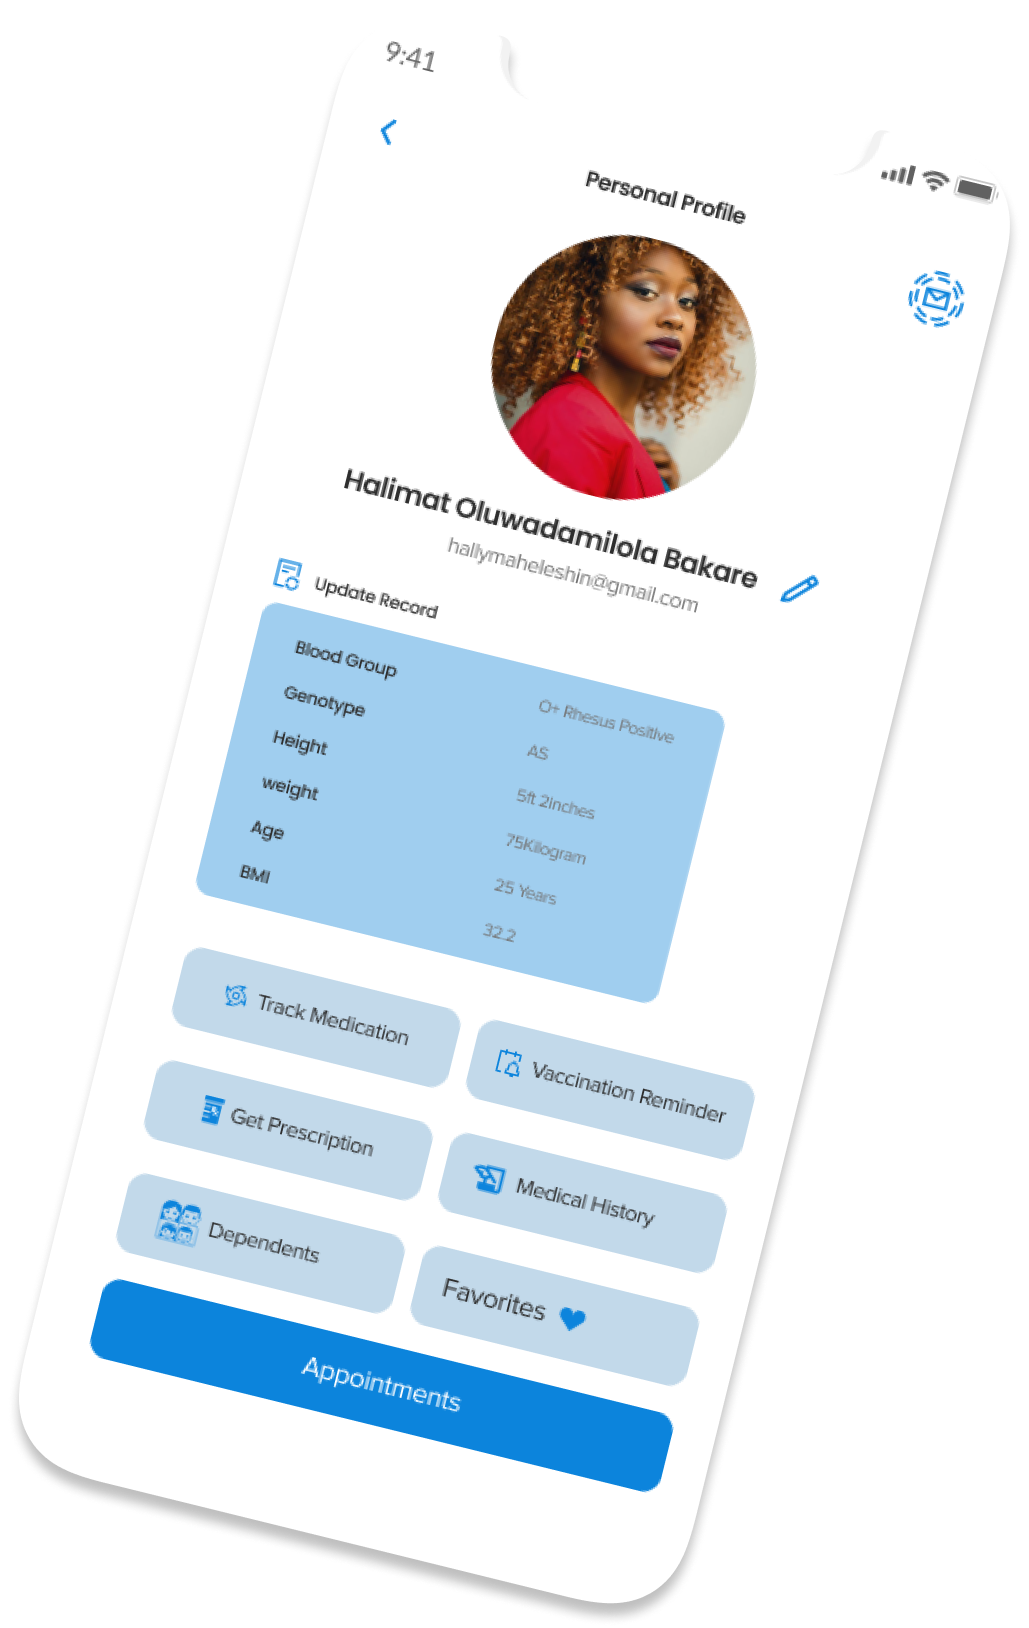 9:41
Personal Profile
Halimat Oluwadamilola Bakare
hallymaheleshin@gmail.com
Update Record
Blood Group O+ Rhesus Positive
Genotype AS
Height 5ft 2Inches
weight 75Kilogram
Age 25 Years
BMI 32.2
Track Medication
Vaccination Reminder
Get Prescription
Medical History
Dependents
Favorites
Appointments